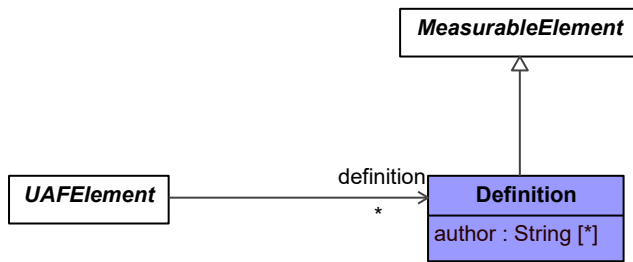 MeasurableElement
definition
UAFElement
*
Definition
author : String [*]